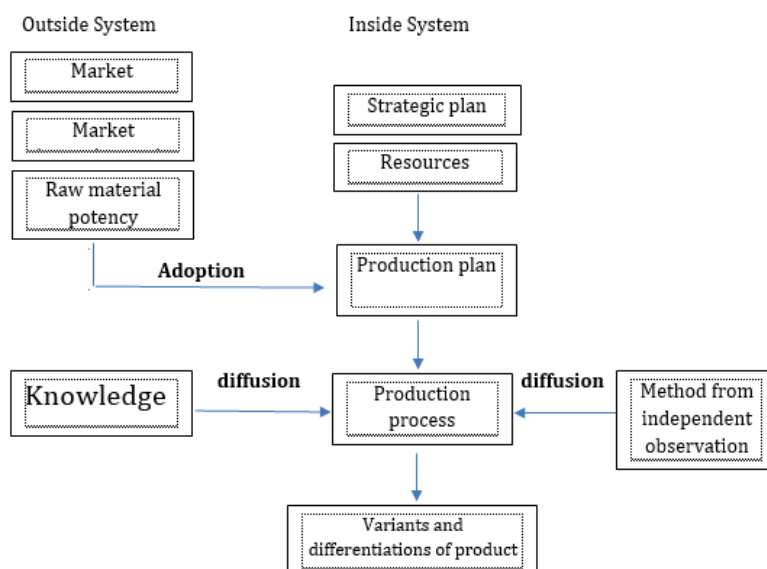 Outside System
Inside System
Market
Market
Raw material
potency
Strategic plan
Resources
Adoption
Production plan
Knowledge
diffusion
Production
process
diffusion
Method from
independent
observation
Variants and
differentiations of product